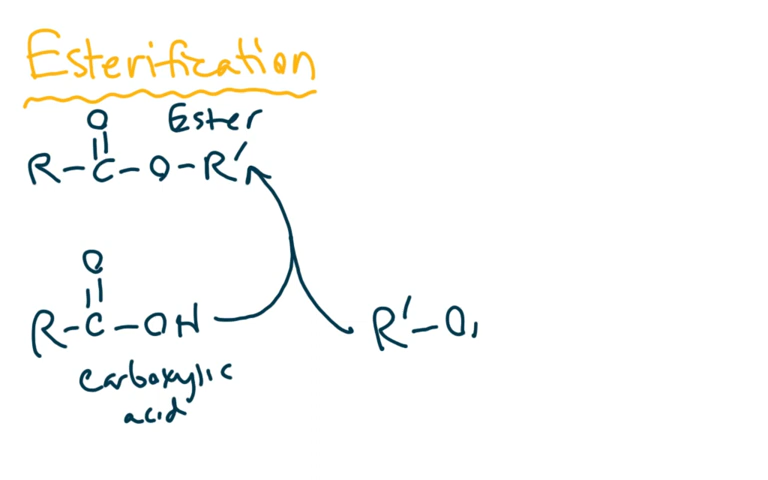 Esterification
O Ester
||
R-C-O-R'
O
||
R-C-OH R'-O
carboxylic
acid